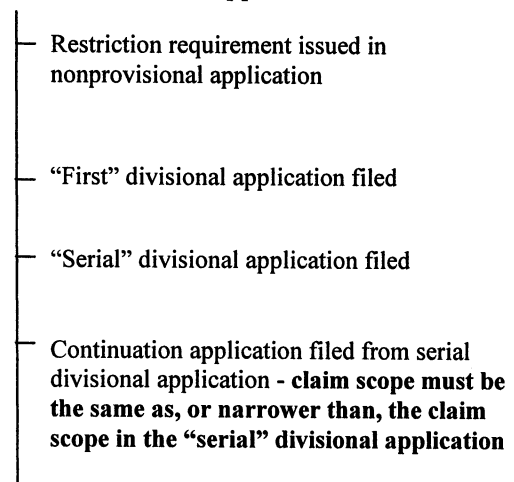 Restriction requirement issued in
nonprovisional application
“First” divisional application filed
“Serial” divisional application filed
Continuation application filed from serial
divisional application - claim scope must be
the same as, or narrower than, the claim
scope in the “serial” divisional application